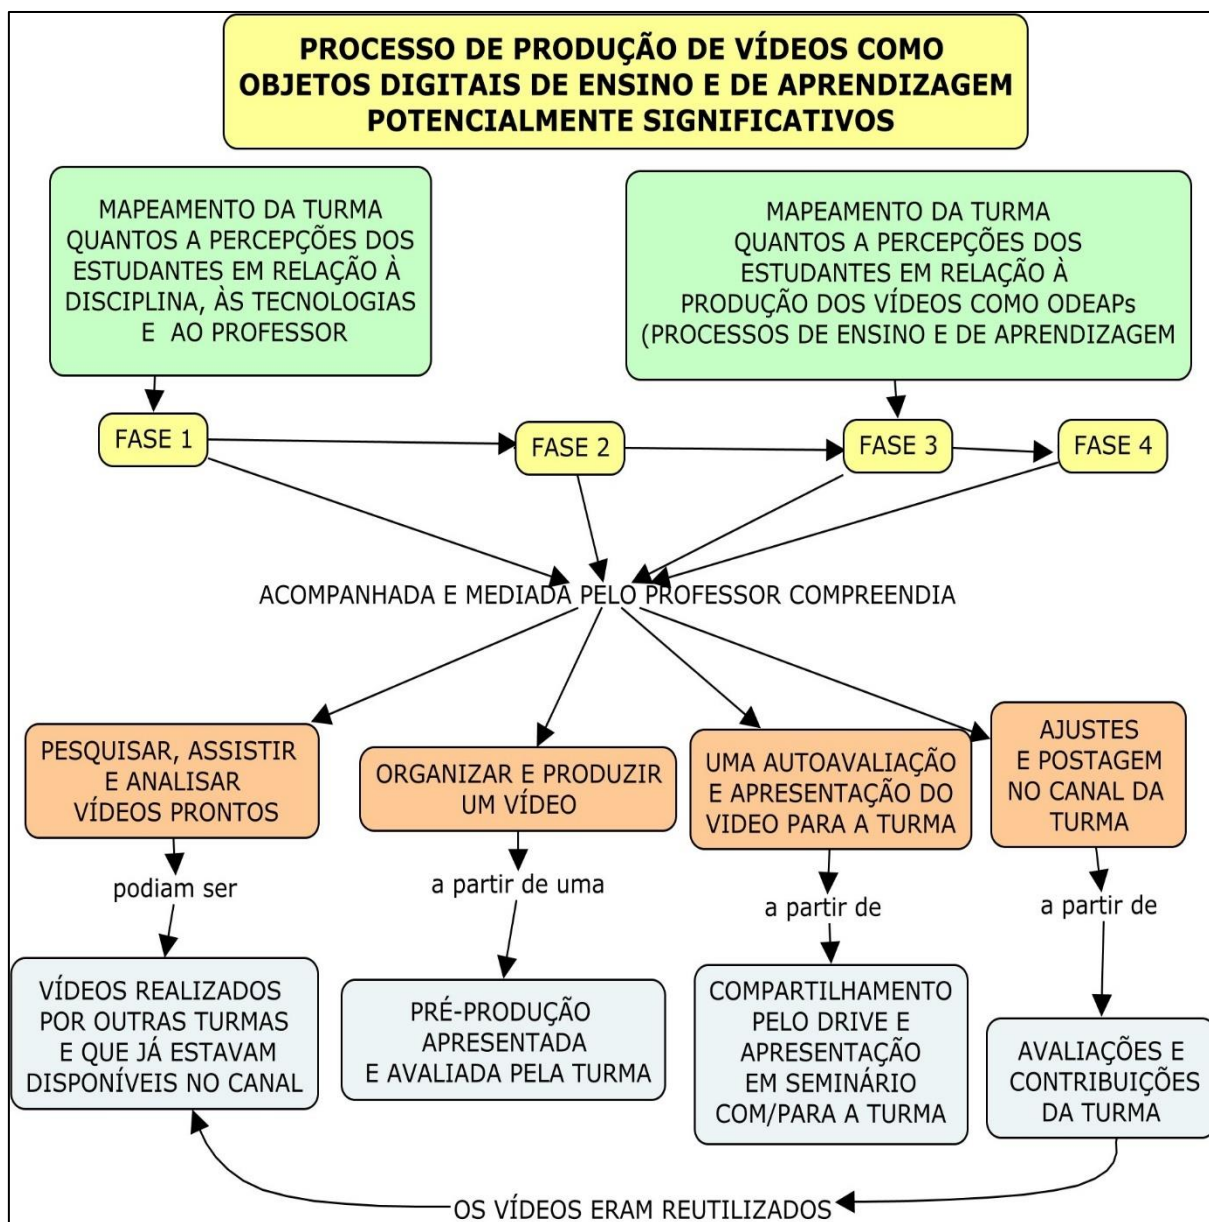 PROCESSO DE PRODUÇÃO DE VÍDEOS COMO
OBJETOS DIGITAIS DE ENSINO E DE APRENDIZAGEM
POTENCIALMENTE SIGNIFICATIVOS
MAPEAMENTO DA TURMA
QUANTOS A PERCEPÇÕES DOS
ESTUDANTES EM RELAÇÃO À
DISCIPLINA, ÀS TECNOLOGIAS
E AO PROFESSOR
MAPEAMENTO DA TURMA
QUANTOS A PERCEPÇÕES DOS
ESTUDANTES EM RELAÇÃO À
PRODUÇÃO DOS VÍDEOS COMO ODEAPs
(PROCESSOS DE ENSINO E DE APRENDIZAGEM
FASE 1
FASE 2
FASE 3
FASE 4
ACOMPANHADA E MEDIADA PELO PROFESSOR COMPREENDIA
PESQUISAR, ASSISTIR
E ANALISAR
VÍDEOS PRONTOS
ORGANIZAR E PRODUZIR
UM VÍDEO
UMA AUTOAVALIAÇÃO
E APRESENTAÇÃO DO
VIDEO PARA A TURMA
AJUSTES
E POSTAGEM
NO CANAL DA
TURMA
podiam ser
a partir de uma
a partir de
a partir de
VÍDEOS REALIZADOS
POR OUTRAS TURMAS
E QUE JÁ ESTAVAM
DISPONÍVEIS NO CANAL
PRÉ-PRODUÇÃO
APRESENTADA
E AVALIADA PELA TURMA
COMPARTILHAMENTO
PELO DRIVE E
APRESENTAÇÃO
EM SEMINÁRIO
COM/PARA A TURMA
AVALIAÇÕES E
CONTRIBUIÇÕES
DA TURMA
OS VÍDEOS ERAM REUTILIZADOS